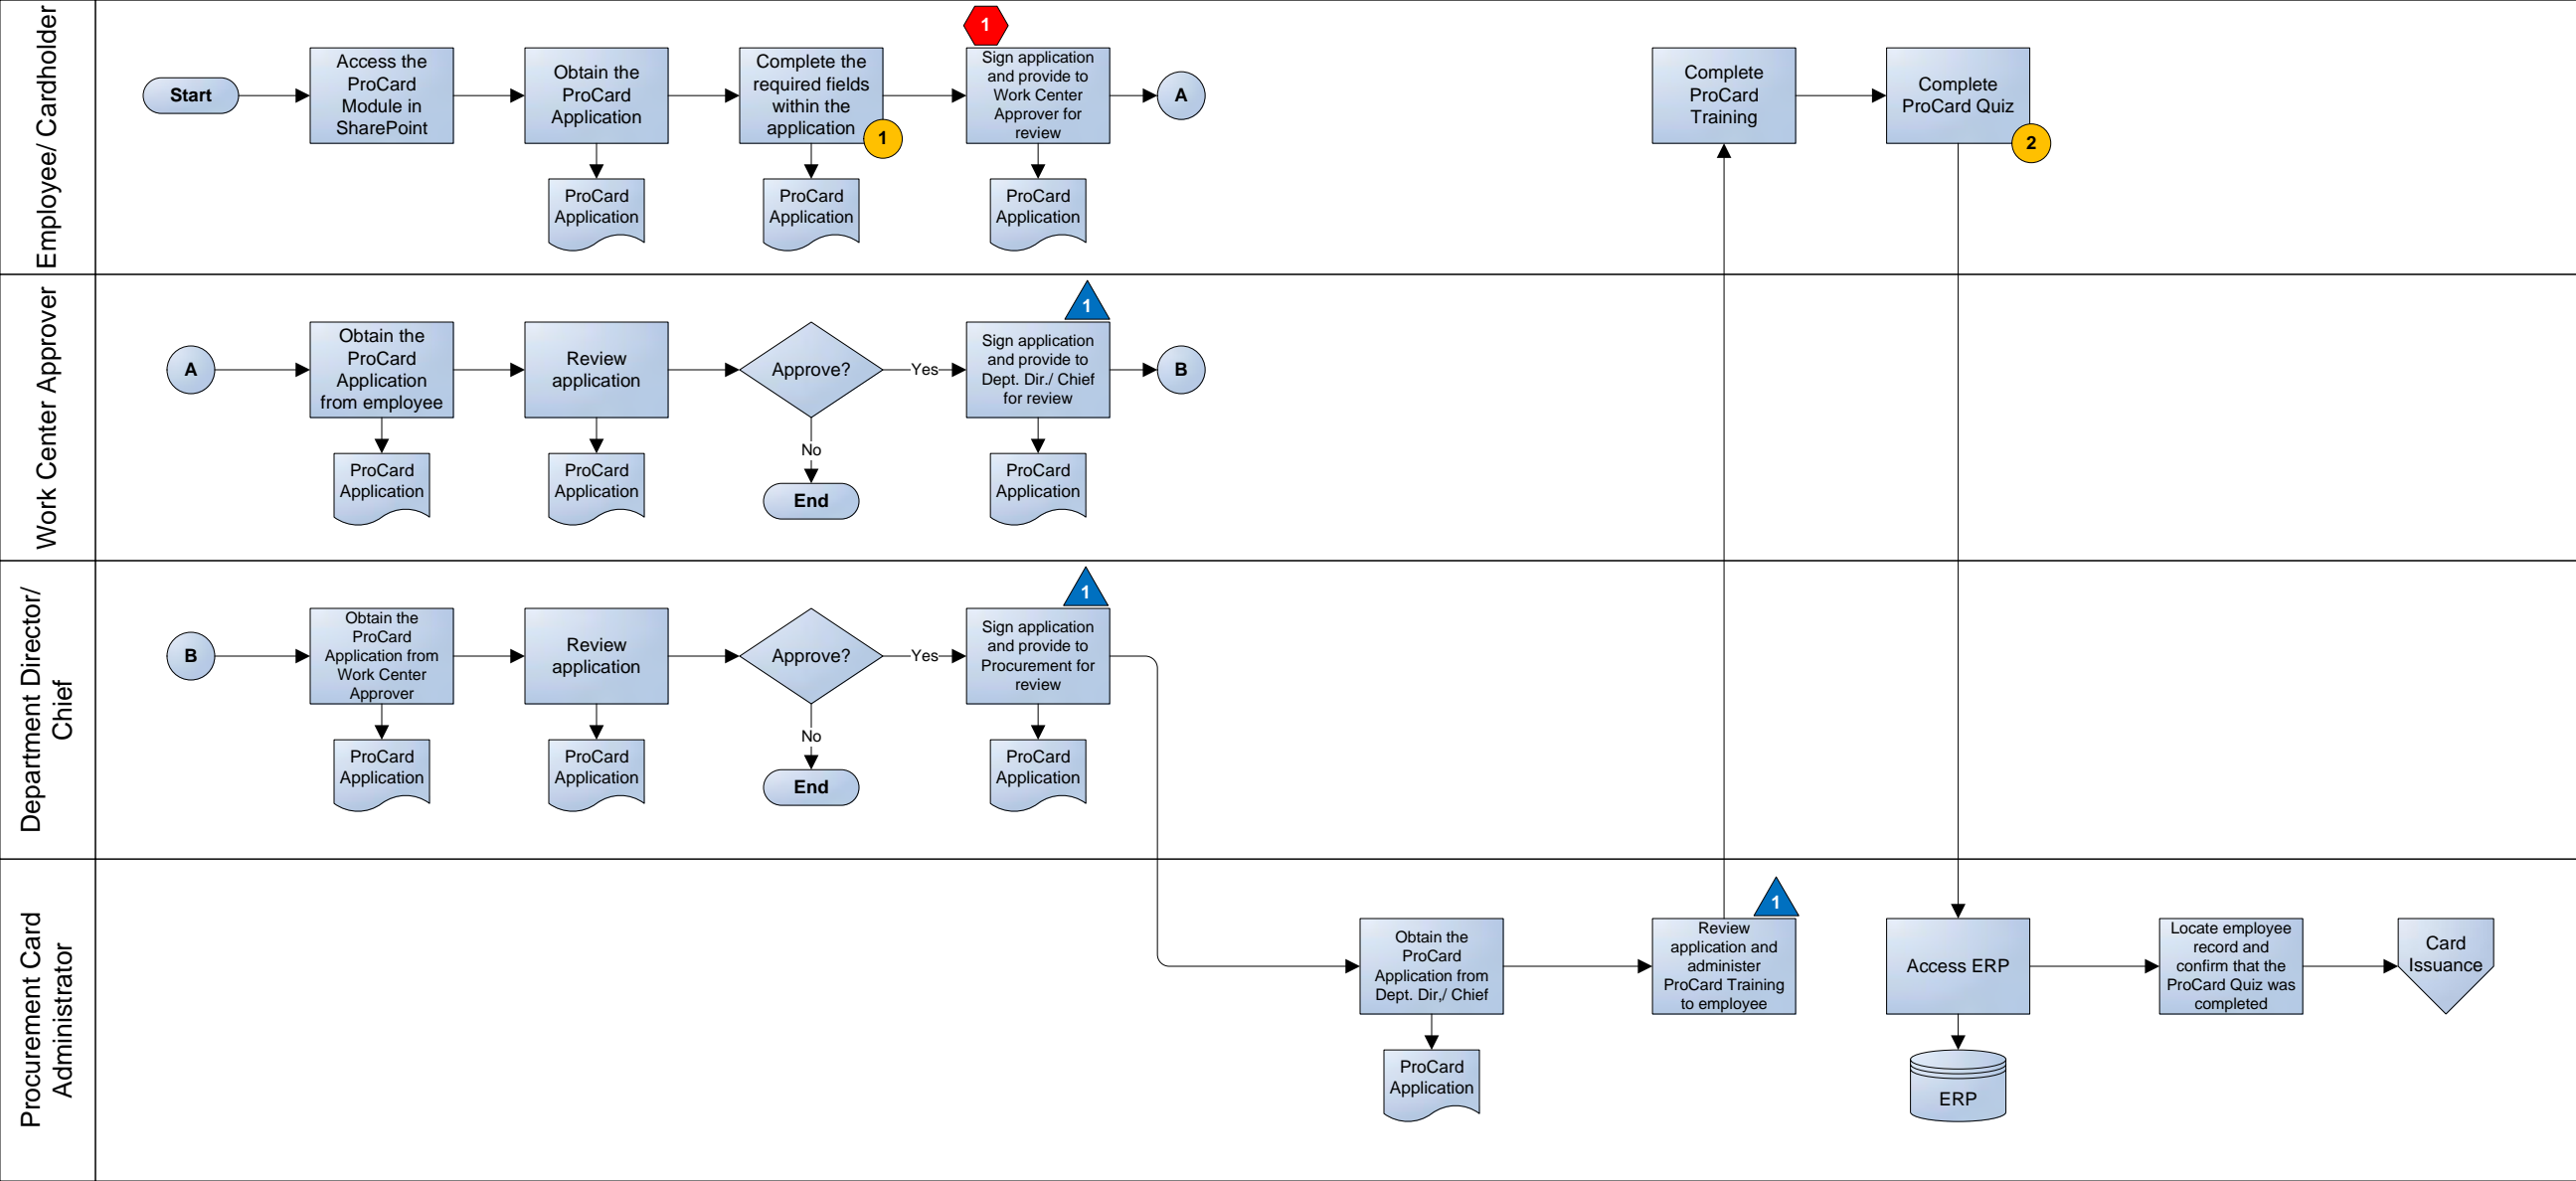 Employee/ Cardholder
Start
Access the
ProCard
Module in
SharePoint
Obtain the
ProCard
Application
ProCard
Application
Complete the
required fields
within the
application
1
ProCard
Application
1
Sign application
and provide to
Work Center
Approver for
review
ProCard
Application
A
Complete
ProCard
Training
Complete
ProCard Quiz
2
Work Center Approver
A
Obtain the
ProCard
Application
from employee
ProCard
Application
Review
application
ProCard
Application
Approve?
Yes
No
End
1
Sign application
and provide to
Dept. Dir./ Chief
for review
ProCard
Application
B
Department Director/
Chief
B
Obtain the
ProCard
Application from
Work Center
Approver
ProCard
Application
Review
application
ProCard
Application
Approve?
Yes
No
End
1
Sign application
and provide to
Procurement for
review
ProCard
Application
Procurement Card
Administrator
Obtain the
ProCard
Application from
Dept. Dir,/ Chief
ProCard
Application
1
Review
application and
administer
ProCard Training
to employee
Access ERP
ERP
Locate employee
record and
confirm that the
ProCard Quiz was
completed
Card
Issuance